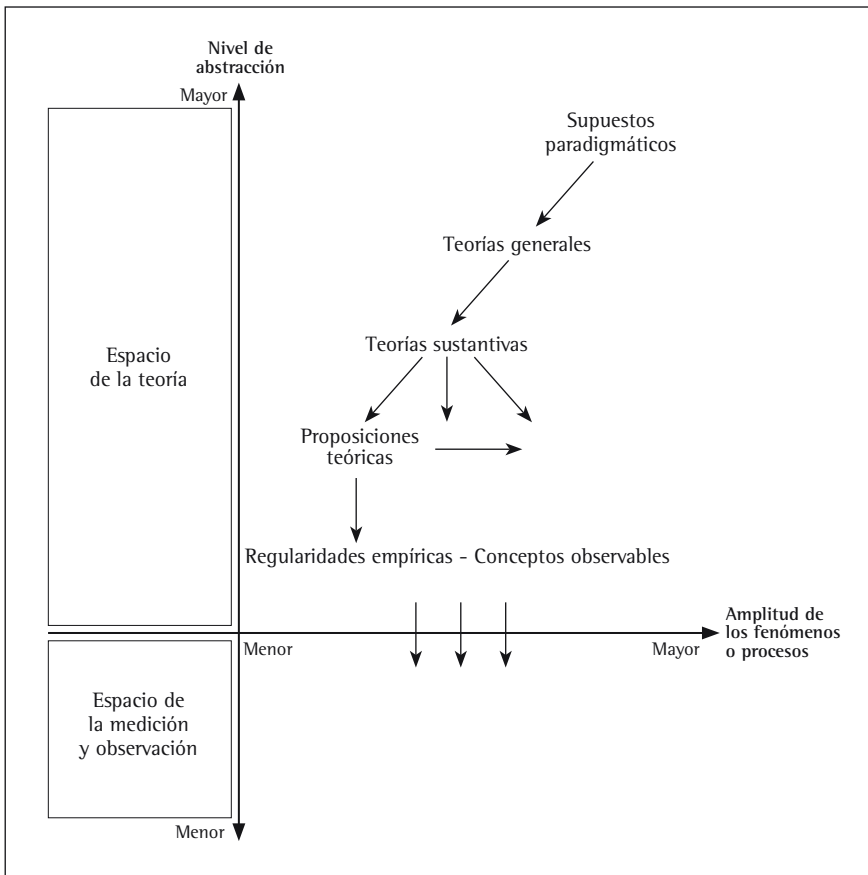 Nivel de
abstracción
Mayor
Supuestos
paradigmáticos
Teorías generales
Teorías sustantivas
Espacio
de la teoría
Proposiciones
teóricas
Regularidades empíricas - Conceptos observables
Menor
Mayor
Amplitud de
los fenómenos
o procesos
Espacio de
la medición
y observación
Menor